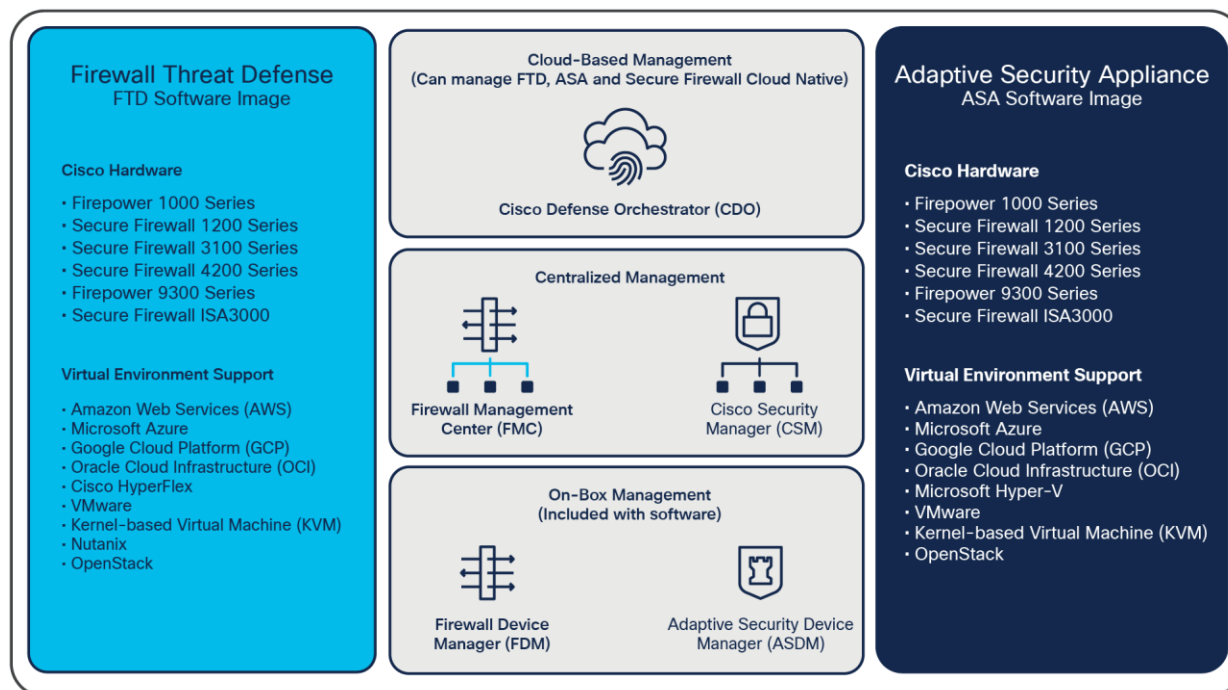 Firewall Threat Defense
FTD Software Image
Cisco Hardware
· Firepower 1000 Series
· Secure Firewall 1200 Series
· Secure Firewall 3100 Series
· Secure Firewall 4200 Series
· Firepower 9300 Series
· Secure Firewall ISA3000
Virtual Environment Support
· Amazon Web Services (AWS)
· Microsoft Azure
· Google Cloud Platform (GCP)
· Oracle Cloud Infrastructure (OCI)
· Cisco HyperFlex
· VMware
· Kernel-based Virtual Machine (KVM)
· Nutanix
· OpenStack
Cloud-Based Management
(Can manage FTD, ASA and Secure Firewall Cloud Native)
Cisco Defense Orchestrator (CDO)
Centralized Management
Firewall Management
Center (FMC)
Cisco Security
Manager (CSM)
On-Box Management
(Included with software)
Firewall Device
Manager (FDM)
Adaptive Security Device
Manager (ASDM)
Adaptive Security Appliance
ASA Software Image
Cisco Hardware
· Firepower 1000 Series
· Secure Firewall 1200 Series
· Secure Firewall 3100 Series
· Secure Firewall 4200 Series
· Firepower 9300 Series
· Secure Firewall ISA3000
Virtual Environment Support
· Amazon Web Services (AWS)
· Microsoft Azure
· Google Cloud Platform (GCP)
· Oracle Cloud Infrastructure (OCI)
· Microsoft Hyper-V
· VMware
· Kernel-based Virtual Machine (KVM)
· OpenStack